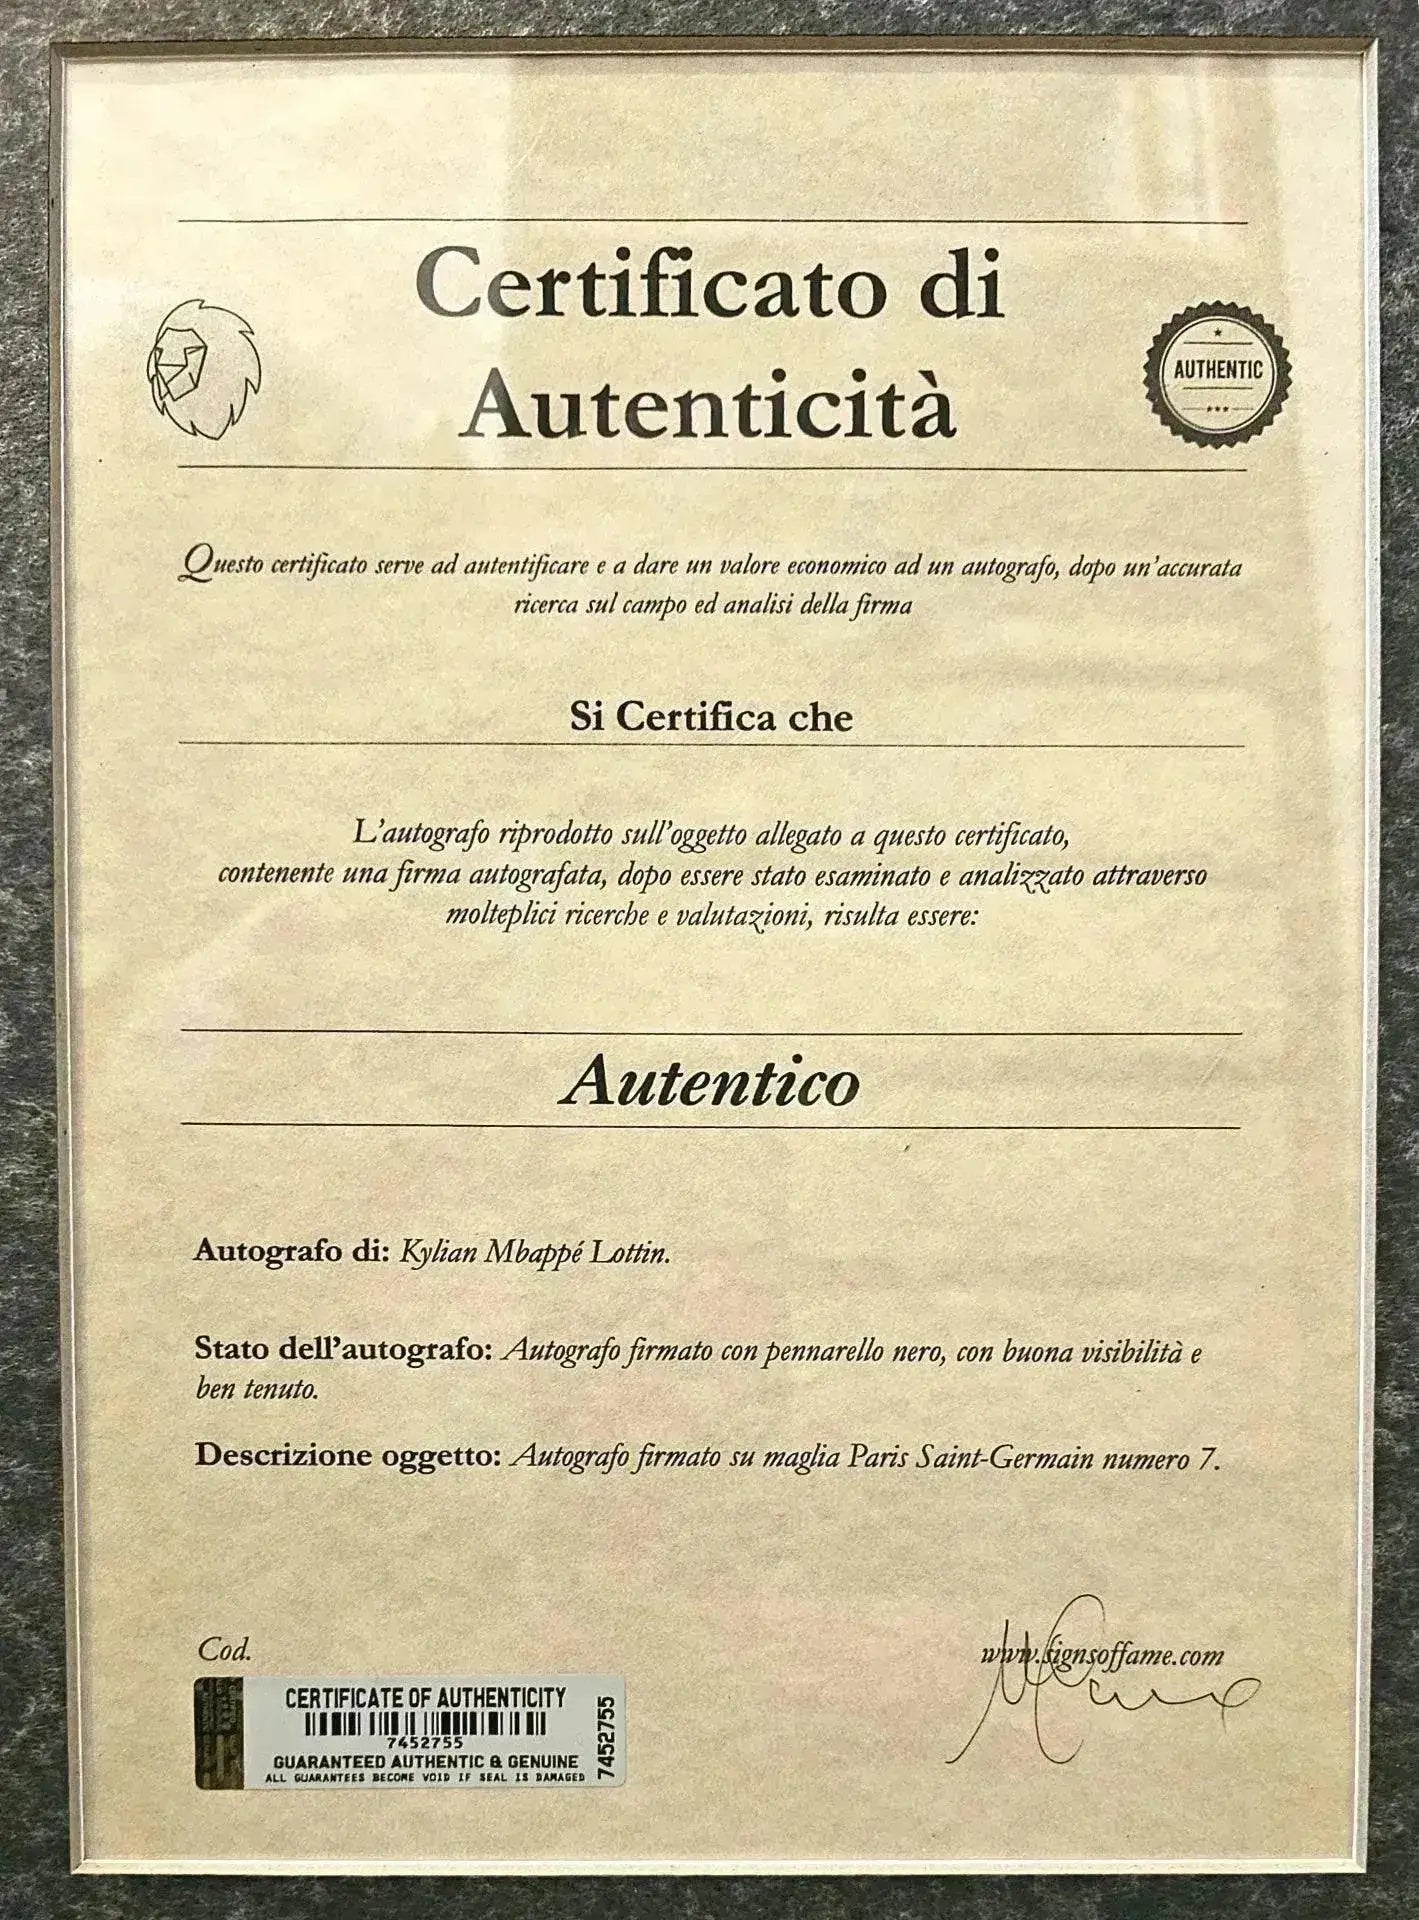 Certificato di
Autenticità
AUTHENTIC
Questo certificato serve ad autentificare e a dare un valore economico ad un autografo, dopo un'accurata
ricerca sul campo ed analisi della firma
Si Certifica che
L'autografo riprodotto sull'oggetto allegato a questo certificato,
contenente una firma autografata, dopo essere stato esaminato e analizzato attraverso
molteplici ricerche e valutazioni, risulta essere:
Autentico
Autografo di: Kylian Mbappé Lottin.
Stato dell'autografo: Autografo firmato con pennarello nero, con buona visibilità e
ben tenuto.
Descrizione oggetto: Autografo firmato su maglia Paris Saint-Germain numero 7.
Cod.
www.signsoffame.com
CERTIFICATE OF AUTHENTICITY
7452755
GUARANTEED AUTHENTIC & GENUINE
ALL GUARANTEES BECOME VOID IF SEAL IS DAMAGED
7452755